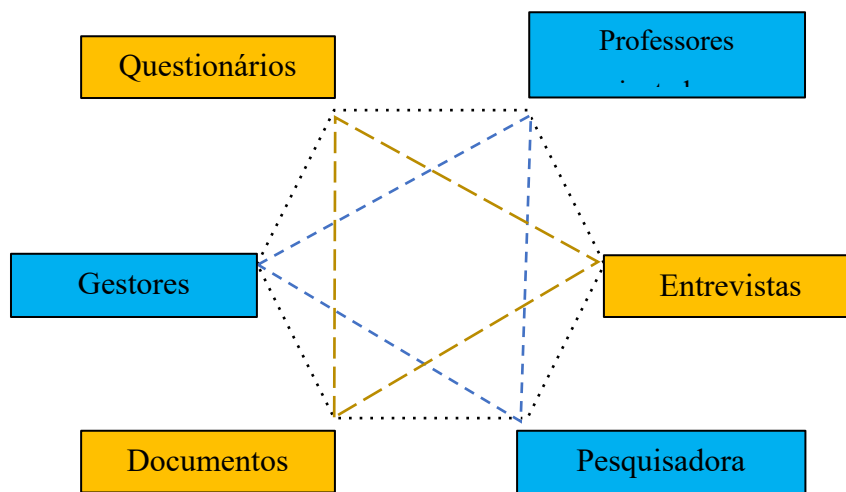 Professores
Questionários
Gestores
Entrevistas
Documentos
Pesquisadora